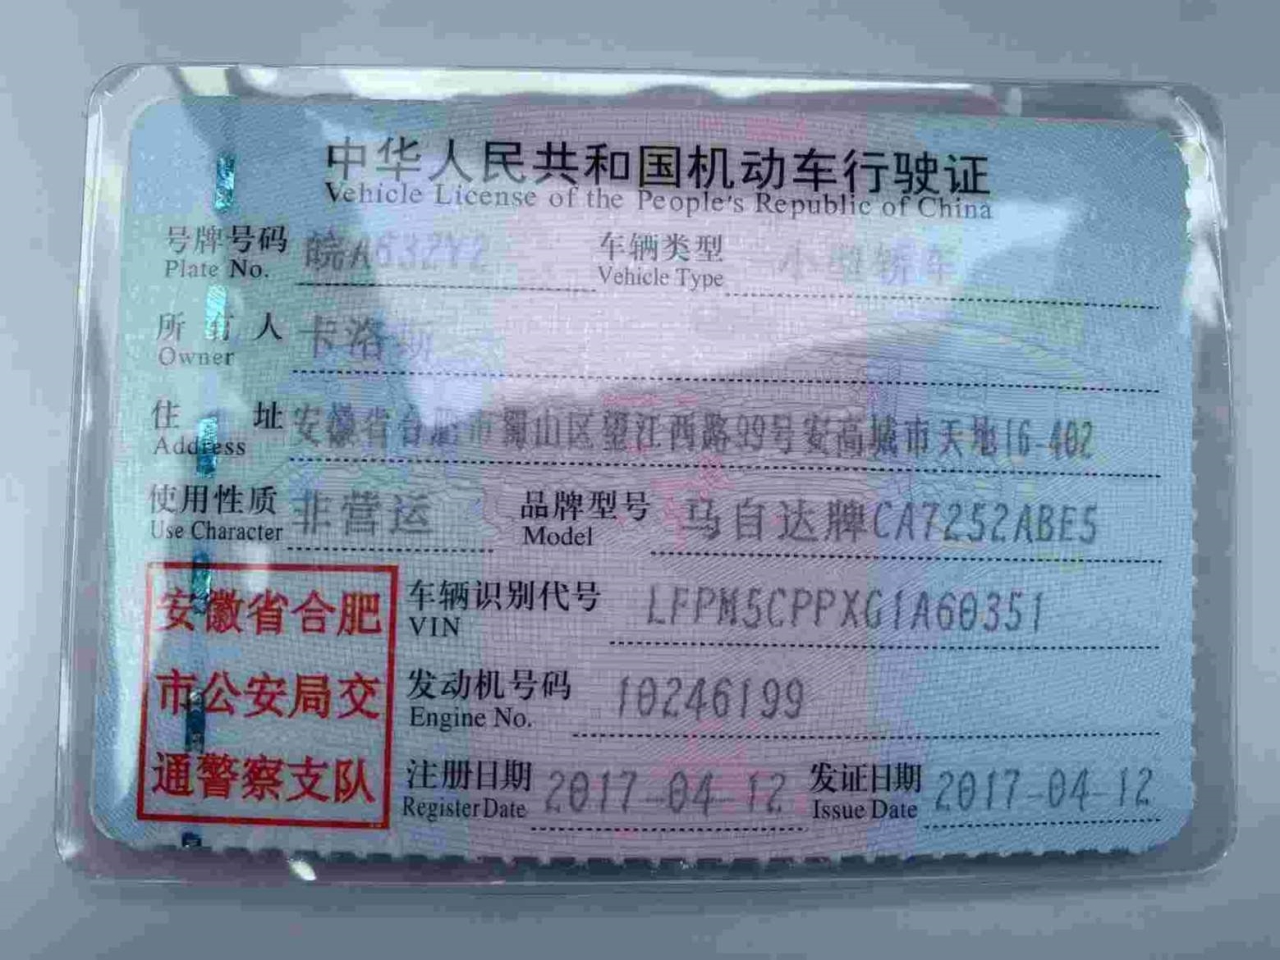 中华人民共和国机动车行驶证
Vehicle License of the People's Republic of China
号牌号码 皖A632Y2 车辆类型 小型轿车
Plate No. Vehicle Type
所有人 卡洛斯
Owner
住址 安徽省合肥市蜀山区望江西路99号安高城市天地16-402
Address
使用性质 非营运 品牌型号 马自达牌CA7252ABE5
Use Character Model
安徽省合肥 车辆识别代号 LFPM5CPPXG1A60351
VIN
市公安局交 发动机号码 10246199
Engine No.
通警察支队 注册日期 2017-04-12 发证日期 2017-04-12
Register Date Issue Date